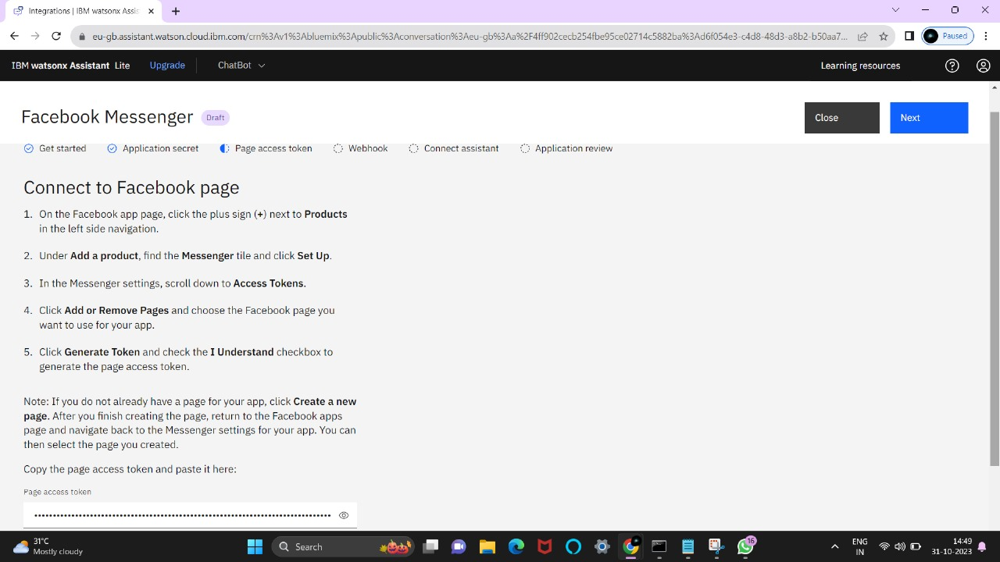 Integrations | IBM watsonx Assis
eu-gb.assistant.watson.cloud.ibm.com/crn%3Av1%3Abluemix%3Apublic%3Aconversation%3Aeu-gb%3Aa%2F4ff902cecb254fbe95ce02714c5882ba%3Ad6f054e3-c4d8-48d3-a8b2-b50aa7...
Paused
IBM watsonx Assistant Lite
Upgrade
ChatBot
Learning resources
Facebook Messenger
Draft
Close
Next
Get started
Application secret
Page access token
Webhook
Connect assistant
Application review
Connect to Facebook page
1. On the Facebook app page, click the plus sign (+) next to Products
in the left side navigation.
2. Under Add a product, find the Messenger tile and click Set Up.
3. In the Messenger settings, scroll down to Access Tokens.
4. Click Add or Remove Pages and choose the Facebook page you
want to use for your app.
5. Click Generate Token and check the I Understand checkbox to
generate the page access token.
Note: If you do not already have a page for your app, click Create a new
page. After you finish creating the page, return to the Facebook apps
page and navigate back to the Messenger settings for your app. You can
then select the page you created.
Copy the page access token and paste it here:
Page access token
31°C
Mostly cloudy
Search
16
ENG
IN
14:49
31-10-2023